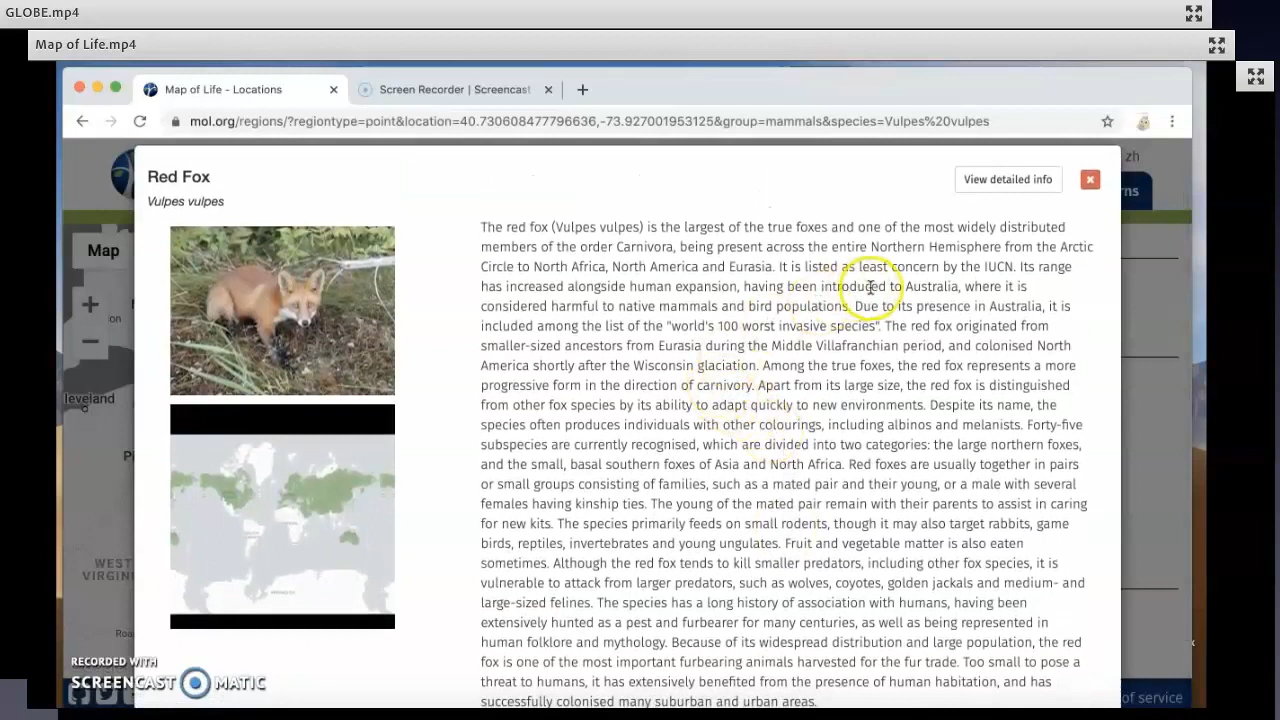 GLOBE.mp4
Map of Life.mp4
Map of Life - Locations
Screen Recorder | Screencast
mol.org/regions/?regiontype=point&location=40.730608477796636,-73.927001953125&group=mammals&species=Vulpes%20vulpes
zh
Red Fox
View detailed info
Vulpes vulpes
Map
The red fox (Vulpes vulpes) is the largest of the true foxes and one of the most widely distributed
members of the order Carnivora, being present across the entire Northern Hemisphere from the Arctic
Circle to North Africa, North America and Eurasia. It is listed as least concern by the IUCN. Its range
has increased alongside human expansion, having been introduced to Australia, where it is
considered harmful to native mammals and bird populations. Due to its presence in Australia, it is
included among the list of the "world's 100 worst invasive species". The red fox originated from
smaller-sized ancestors from Eurasia during the Middle Villafranchian period, and colonised North
America shortly after the Wisconsin glaciation. Among the true foxes, the red fox represents a more
progressive form in the direction of carnivory. Apart from its large size, the red fox is distinguished
from other fox species by its ability to adapt quickly to new environments. Despite its name, the
species often produces individuals with other colourings, including albinos and melanists. Forty-five
subspecies are currently recognised, which are divided into two categories: the large northern foxes,
and the small, basal southern foxes of Asia and North Africa. Red foxes are usually together in pairs
or small groups consisting of families, such as a mated pair and their young, or a male with several
females having kinship ties. The young of the mated pair remain with their parents to assist in caring
for new kits. The species primarily feeds on small rodents, though it may also target rabbits, game
birds, reptiles, invertebrates and young ungulates. Fruit and vegetable matter is also eaten
sometimes. Although the red fox tends to kill smaller predators, including other fox species, it is
vulnerable to attack from larger predators, such as wolves, coyotes, golden jackals and medium- and
large-sized felines. The species has a long history of association with humans, having been
extensively hunted as a pest and furbearer for many centuries, as well as being represented in
human folklore and mythology. Because of its widespread distribution and large population, the red
fox is one of the most important furbearing animals harvested for the fur trade. Too small to pose a
threat to humans, it has extensively benefited from the presence of human habitation, and has
successfully colonised many suburban and urban areas.
leveland
WEST
VIRGINI
Roa
RECORDED WITH
SCREENCAST MATIC
of service